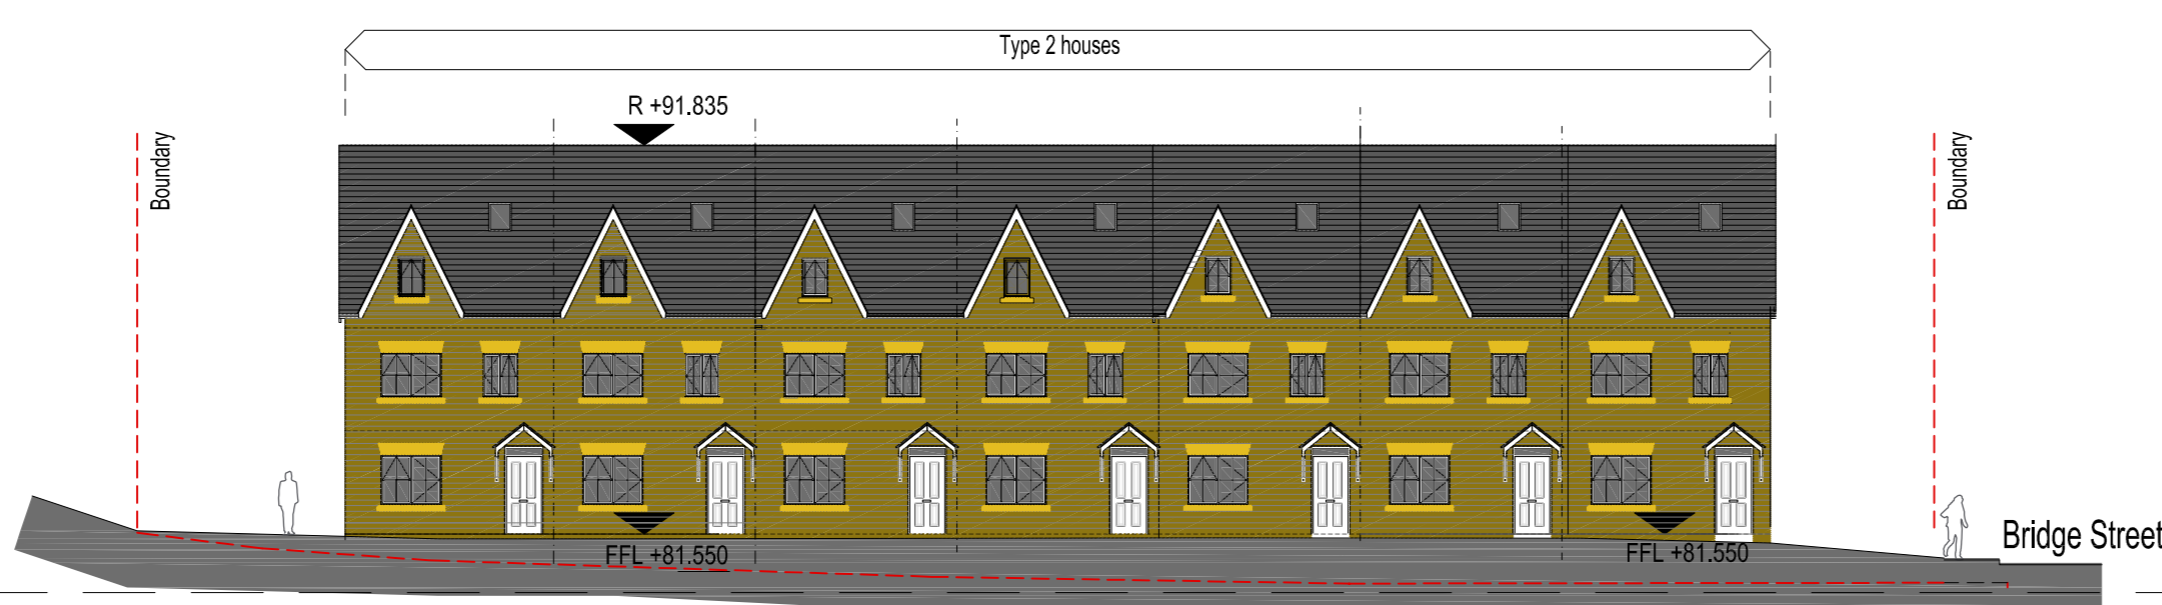 Type 2 houses
R +91.835
Boundary
Boundary
Bridge Street
FFL +81.550
FFL +81.550